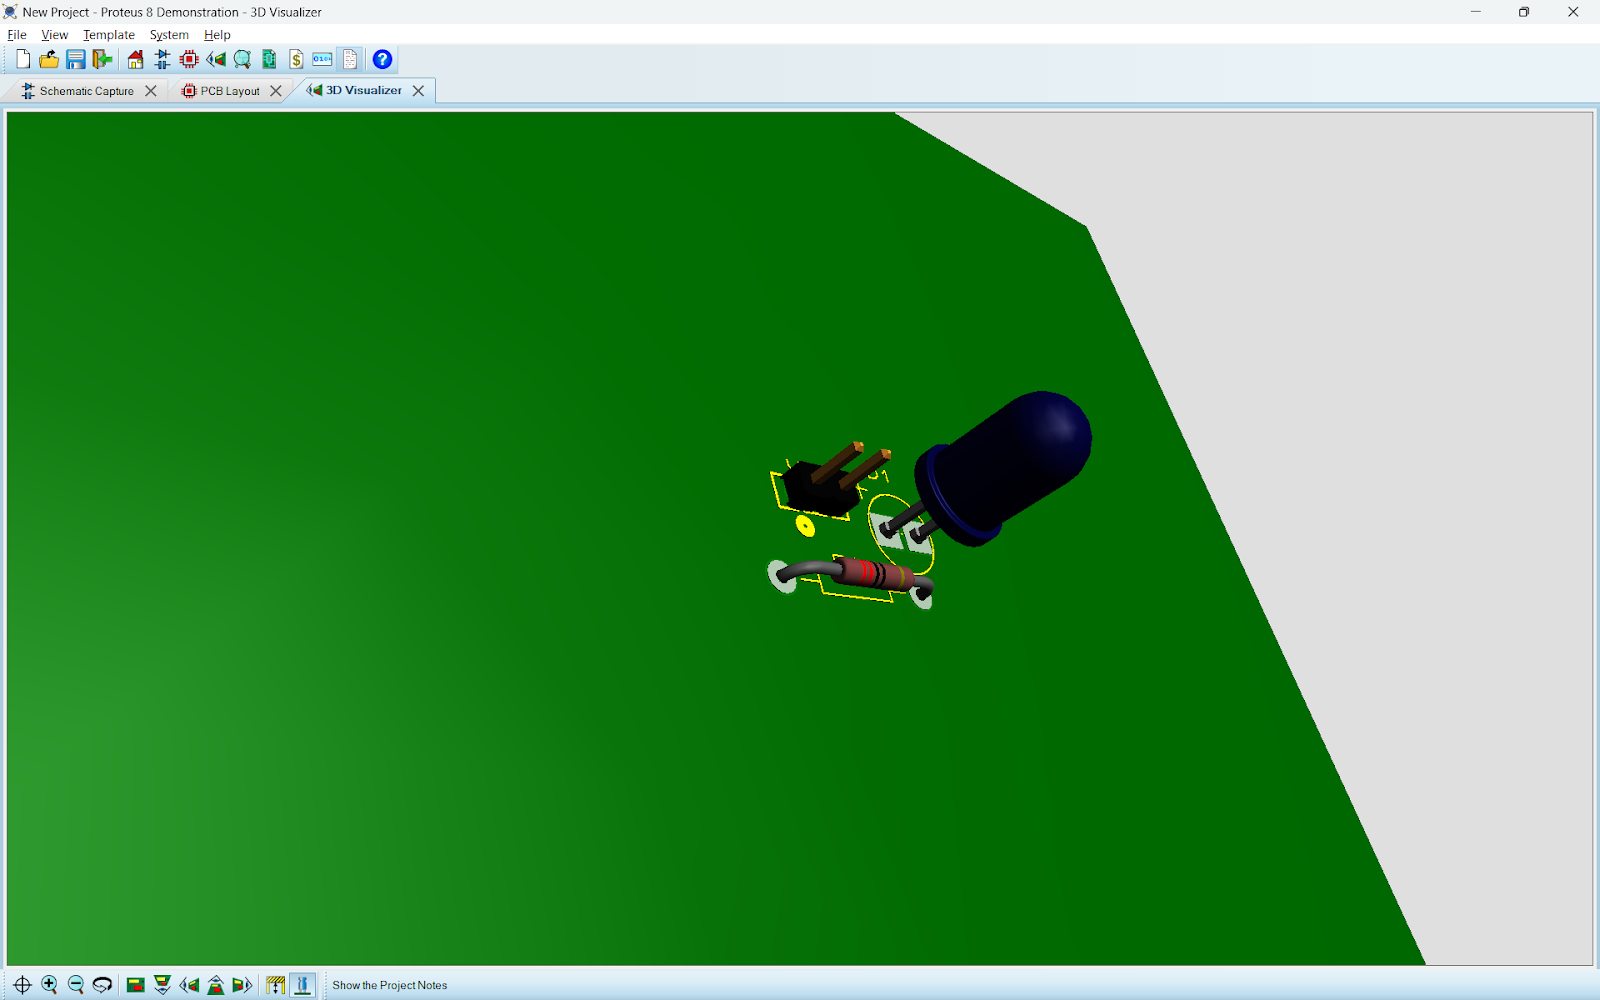 New Project - Proteus 8 Demonstration - 3D Visualizer
File View Template System Help
Schematic Capture PCB Layout 3D Visualizer
Show the Project Notes